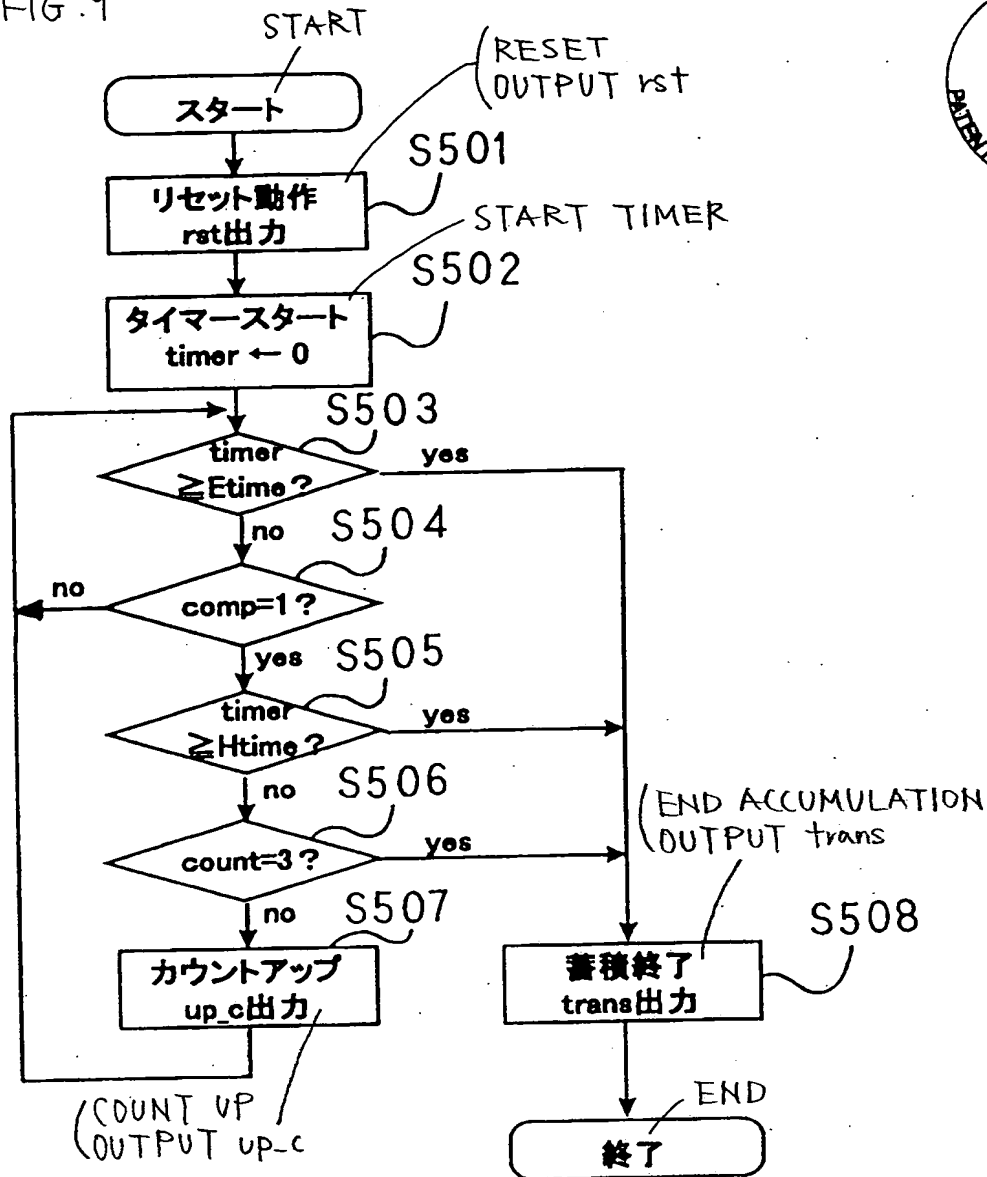 FIG. 9
START
スタート
RESET
OUTPUT rst
S501
リセット動作
rst出力
START TIMER
S502
タイマースタート
timer ← 0
S503
timer
≧Etime?
yes
no
S504
comp=1?
no
yes
S505
timer
≧Htime?
yes
no
S506
count=3?
yes
no
S507
カウントアップ
up_c出力
COUNT UP
OUTPUT up-c
END ACCUMULATION
OUTPUT trans
S508
蓄積終了
trans出力
END
終了